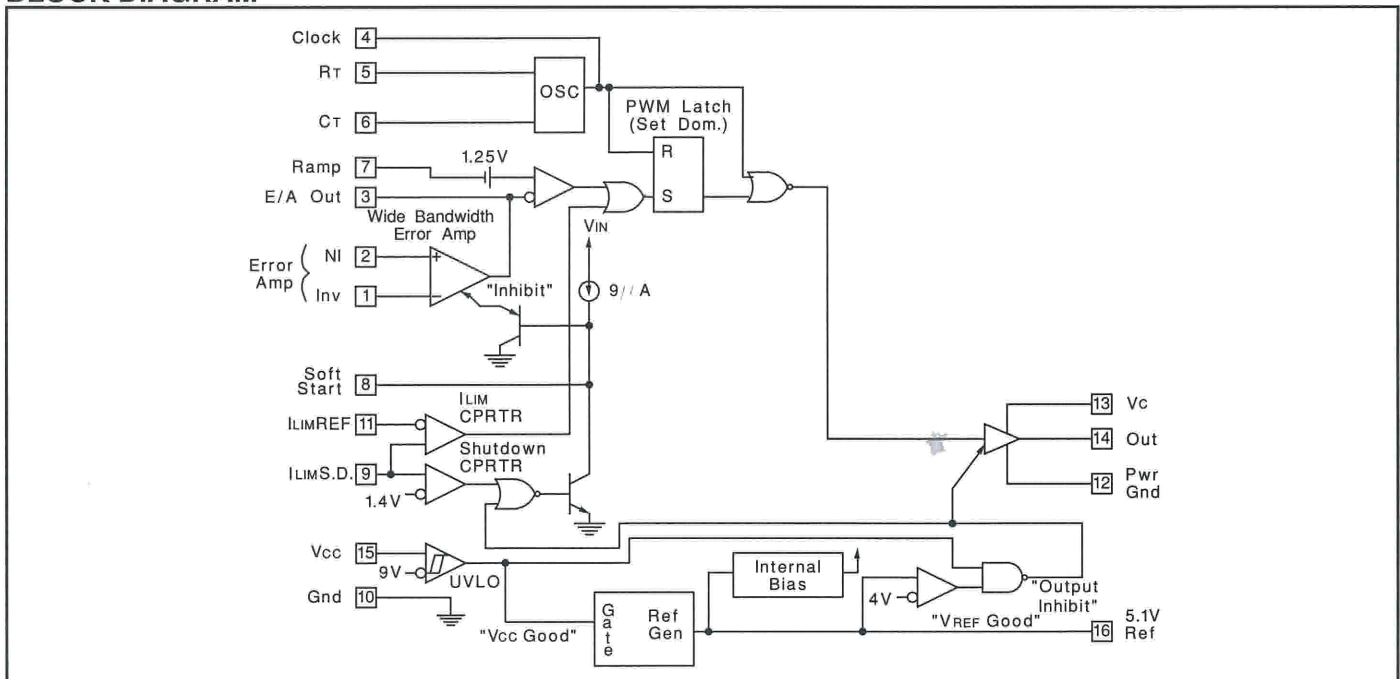 Clock 4
RT 5
OSC
CT 6
PWM Latch
(Set Dom.)
R
S
1.25V
Ramp 7
E/A Out 3
Wide Bandwidth
Error Amp
VIN
Error
Amp
NI 2
Inv 1
+
−
"Inhibit"
9 A
Soft
Start 8
ILIM
CPRTR
ILIMREF 11
Shutdown
CPRTR
ILIMS.D. 9
1.4V
13 Vc
14 Out
12 Pwr
Gnd
Vcc 15
9V
UVLO
Gnd 10
"Vcc Good"
Gate
Ref
Gen
Internal
Bias
4V
"VREF Good"
"Output
Inhibit"
16 5.1V
Ref